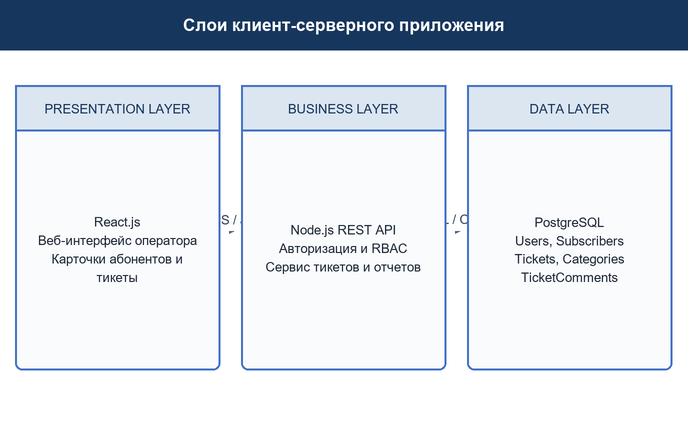 Слои клиент-серверного приложения
PRESENTATION LAYER
React.js
Веб-интерфейс оператора
Карточки абонентов и
тикеты
S /
BUSINESS LAYER
Node.js REST API
Авторизация и RBAC
Сервис тикетов и отчетов
/ C
DATA LAYER
PostgreSQL
Users, Subscribers
Tickets, Categories
TicketComments